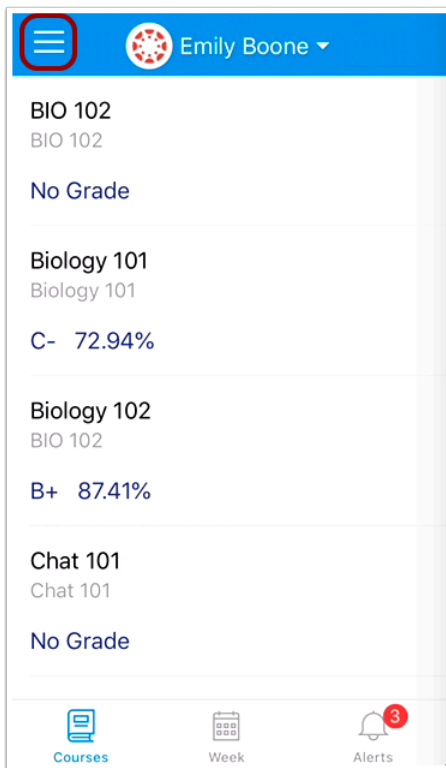 Emily Boone
BIO 102
BIO 102
No Grade
Biology 101
Biology 101
C- 72.94%
Biology 102
BIO 102
B+ 87.41%
Chat 101
Chat 101
No Grade
3
Courses Week Alerts